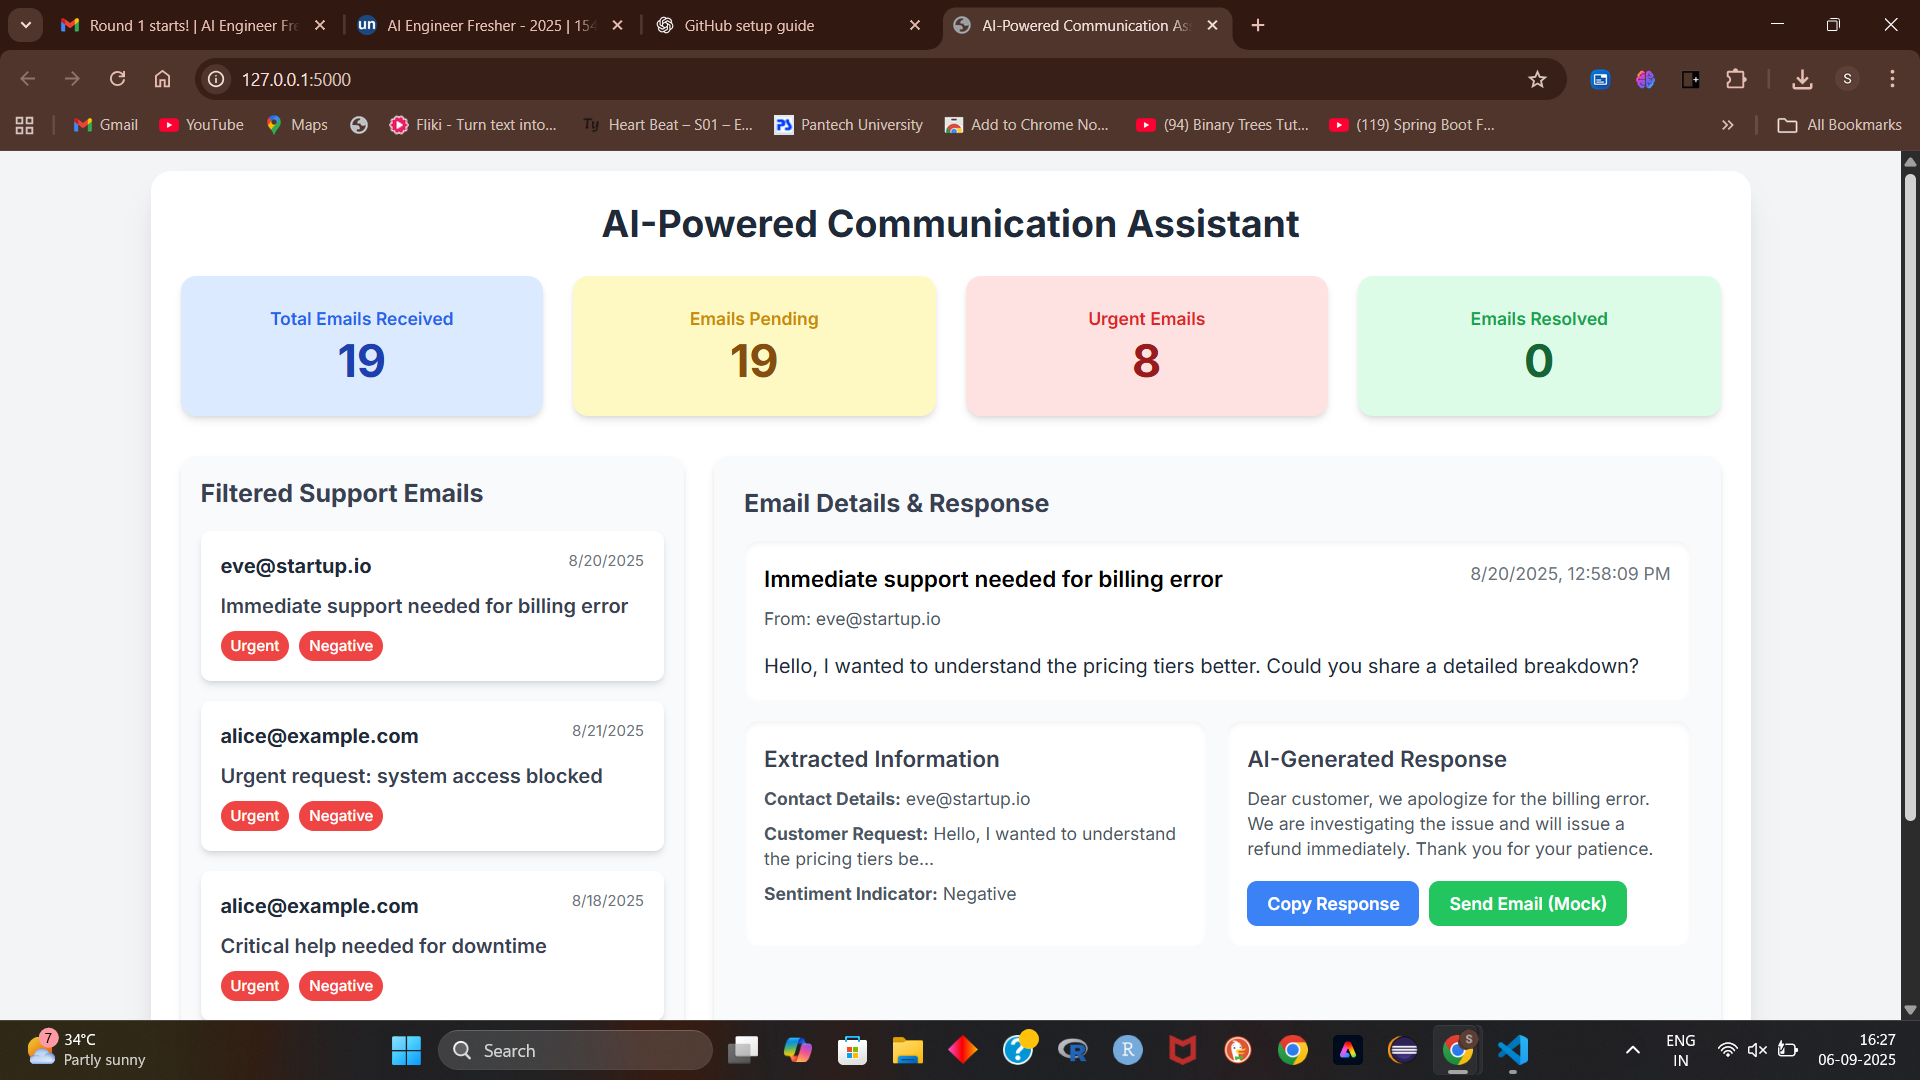 Round 1 starts! | AI Engineer Fre
AI Engineer Fresher - 2025 | 154
GitHub setup guide
AI-Powered Communication As
127.0.0.1:5000
S
Gmail
YouTube
Maps
Fliki - Turn text into...
Heart Beat – S01 – E...
Pantech University
Add to Chrome No...
(94) Binary Trees Tut...
(119) Spring Boot F...
All Bookmarks
AI-Powered Communication Assistant
Total Emails Received
19
Emails Pending
19
Urgent Emails
8
Emails Resolved
0
Filtered Support Emails
eve@startup.io
8/20/2025
Immediate support needed for billing error
Urgent
Negative
alice@example.com
8/21/2025
Urgent request: system access blocked
Urgent
Negative
alice@example.com
8/18/2025
Critical help needed for downtime
Urgent
Negative
Email Details & Response
Immediate support needed for billing error
8/20/2025, 12:58:09 PM
From: eve@startup.io
Hello, I wanted to understand the pricing tiers better. Could you share a detailed breakdown?
Extracted Information
Contact Details: eve@startup.io
Customer Request: Hello, I wanted to understand
the pricing tiers be...
Sentiment Indicator: Negative
AI-Generated Response
Dear customer, we apologize for the billing error.
We are investigating the issue and will issue a
refund immediately. Thank you for your patience.
Copy Response
Send Email (Mock)
7
34°C
Partly sunny
Search
ENG
IN
16:27
06-09-2025